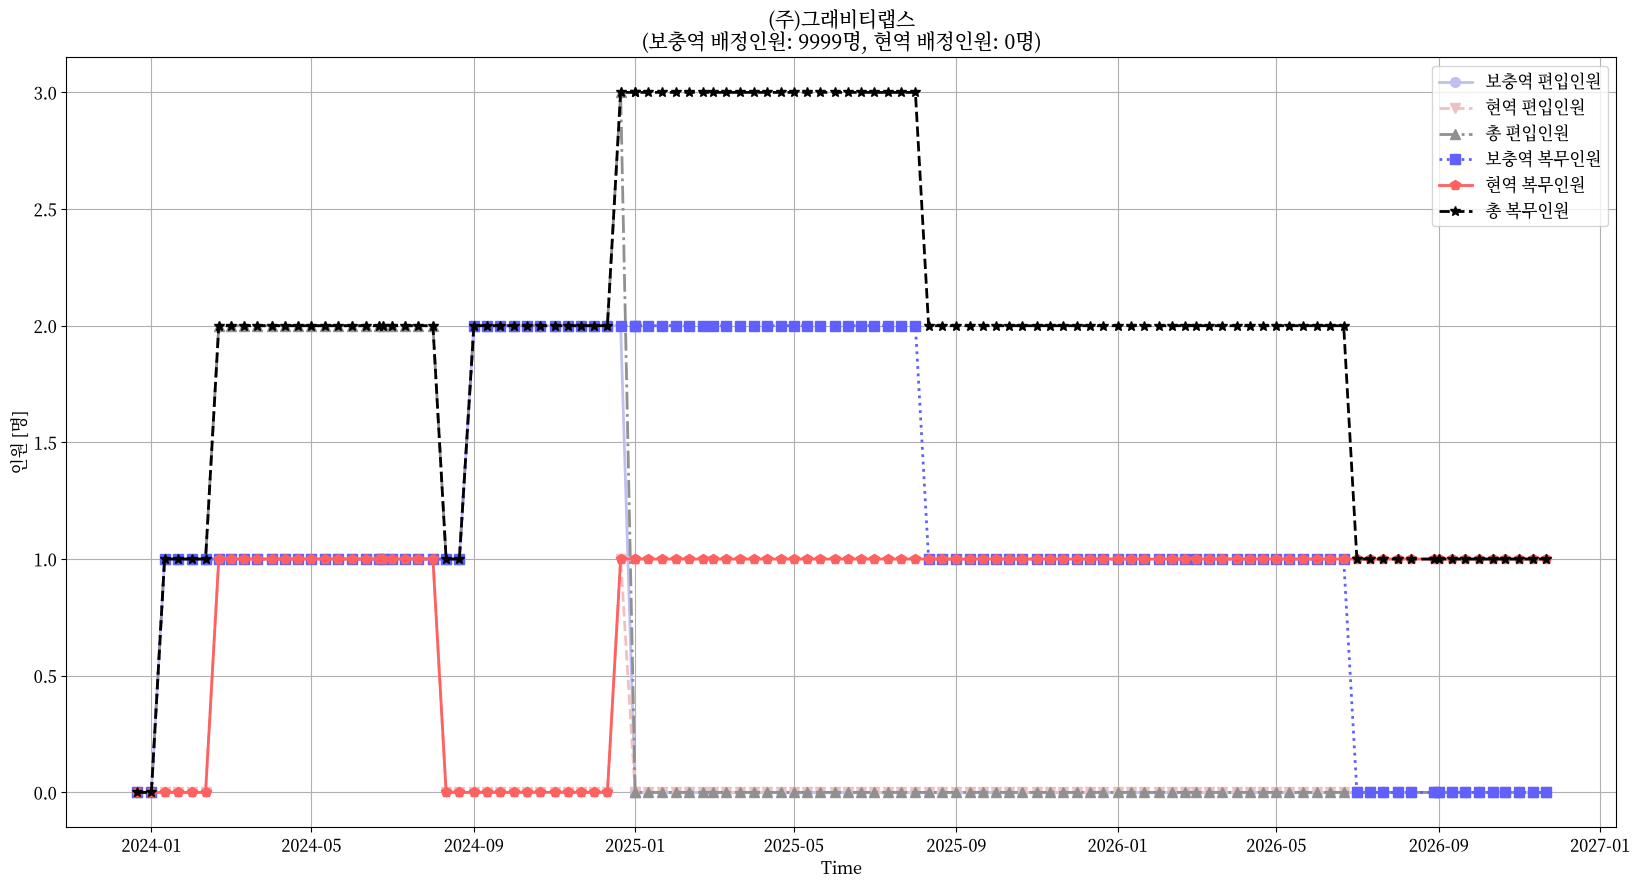 (주)그래비티랩스
(보충역 배정인원: 9999명, 현역 배정인원: 0명)
보충역 편입인원
현역 편입인원
총 편입인원
보충역 복무인원
현역 복무인원
총 복무인원
인원 [명]
3.0
2.5
2.0
1.5
1.0
0.5
0.0
2024-01
2024-05
2024-09
2025-01
2025-05
2025-09
2026-01
2026-05
2026-09
2027-01
Time